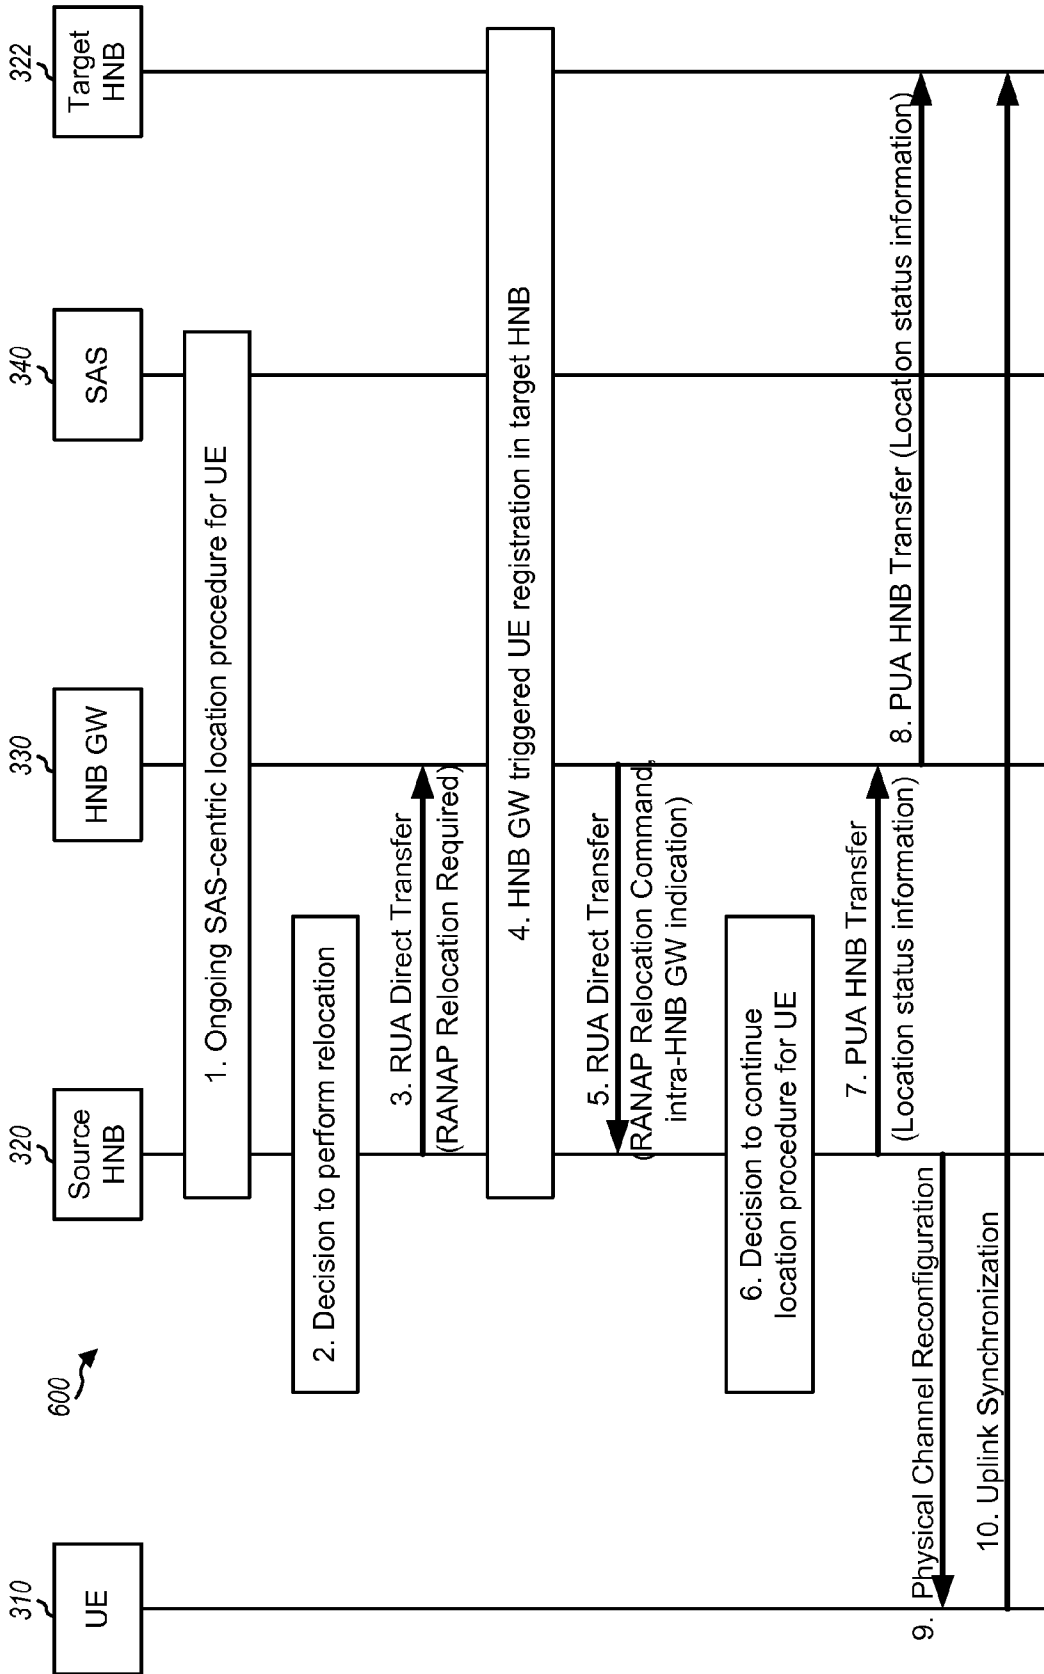 310
320
330
340
322
UE
Source
HNB
HNB GW
SAS
Target
HNB
600
1. Ongoing SAS-centric location procedure for UE
2. Decision to perform relocation
3. RUA Direct Transfer
(RANAP Relocation Required)
4. HNB GW triggered UE registration in target HNB
5. RUA Direct Transfer
(RANAP Relocation Command,
intra-HNB GW indication)
6. Decision to continue
location procedure for UE
7. PUA HNB Transfer
(Location status information)
8. PUA HNB Transfer (Location status information)
9. Physical Channel Reconfiguration
10. Uplink Synchronization